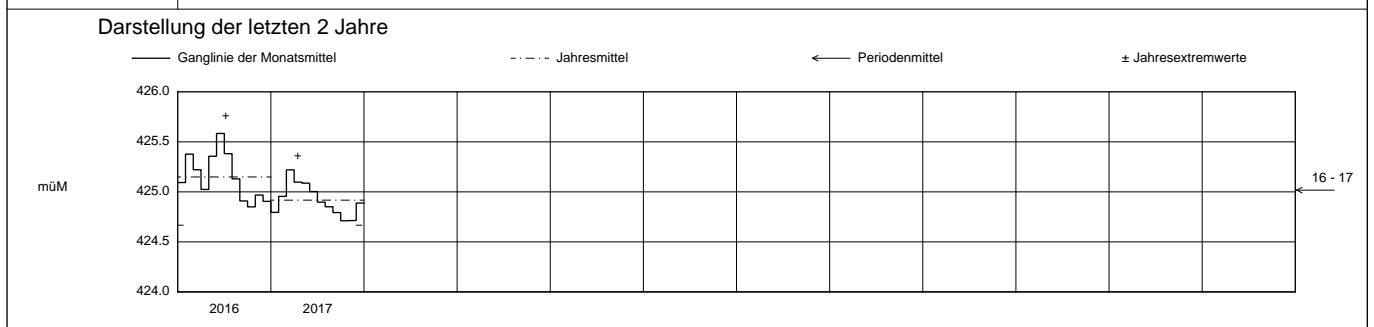 Darstellung der letzten 2 Jahre
Ganglinie der Monatsmittel Jahresmittel Periodenmittel ± Jahresextremwerte
426.0
425.5
müM 425.0 16 - 17
424.5
424.0
2016 2017